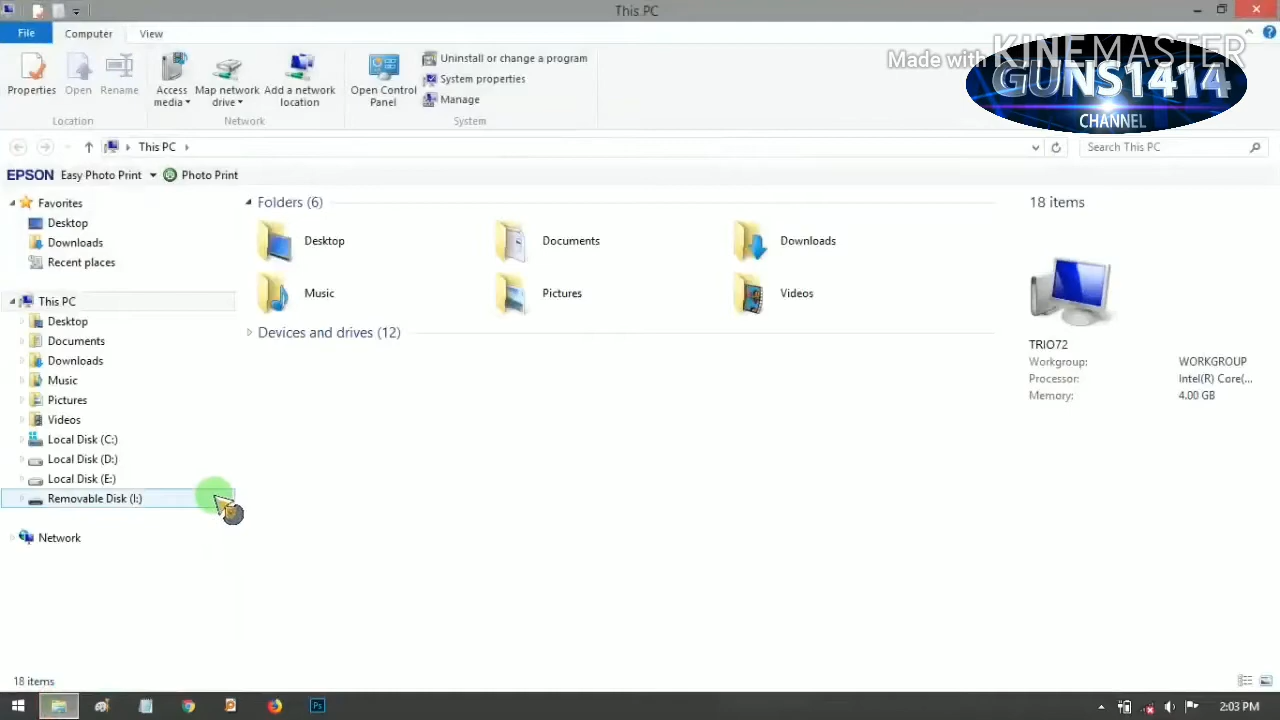 This PC
File
Computer
View
Properties
Open
Rename
Location
Access media
Map network drive
Add a network location
Network
Open Control Panel
Uninstall or change a program
System properties
Manage
System
Made with KINEMASTER
GUNS1414
CHANNEL
This PC
Search This PC
EPSON Easy Photo Print Photo Print
Favorites
Desktop
Downloads
Recent places
This PC
Desktop
Documents
Downloads
Music
Pictures
Videos
Local Disk (C:)
Local Disk (D:)
Local Disk (E:)
Removable Disk (I:)
Network
Folders (6)
Desktop
Documents
Downloads
Music
Pictures
Videos
Devices and drives (12)
18 items
TRIO72
Workgroup: WORKGROUP
Processor: Intel(R) Core(...
Memory: 4.00 GB
18 items
Ps
2:03 PM